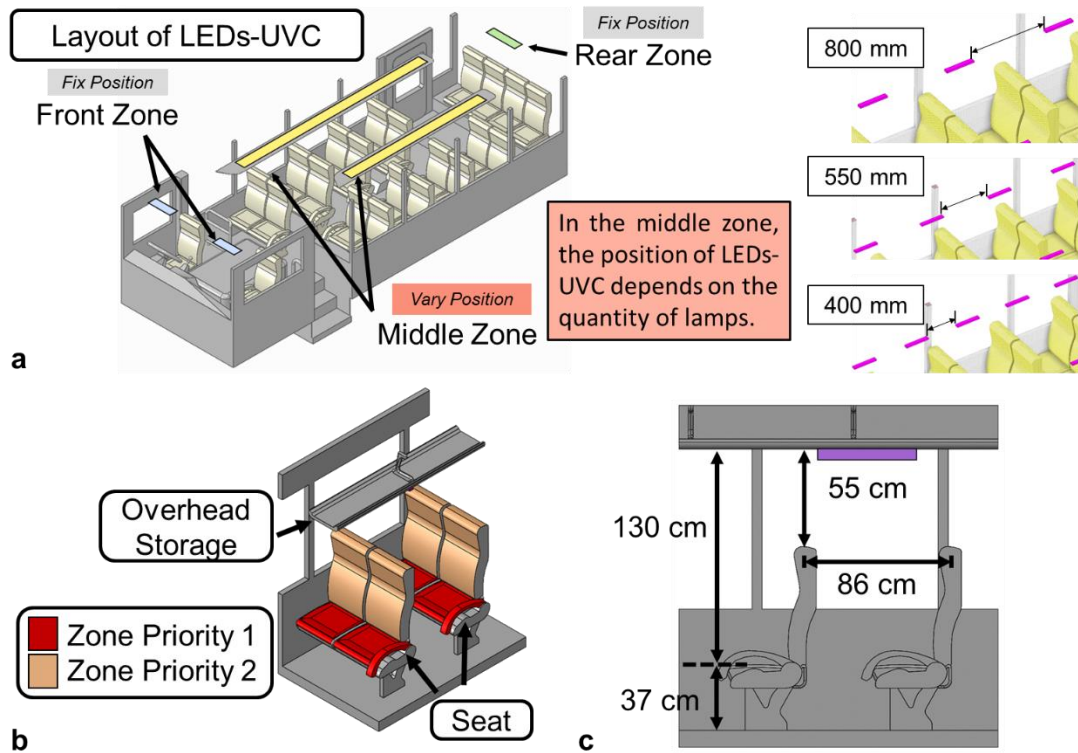 Layout of LEDs-UVC
Fix Position
Rear Zone
Fix Position
Front Zone
Vary Position
Middle Zone
In the middle zone,
the position of LEDs-
UVC depends on the
quantity of lamps.
800 mm
550 mm
400 mm
a
Overhead
Storage
Zone Priority 1
Zone Priority 2
Seat
b
55 cm
130 cm
86 cm
37 cm
c